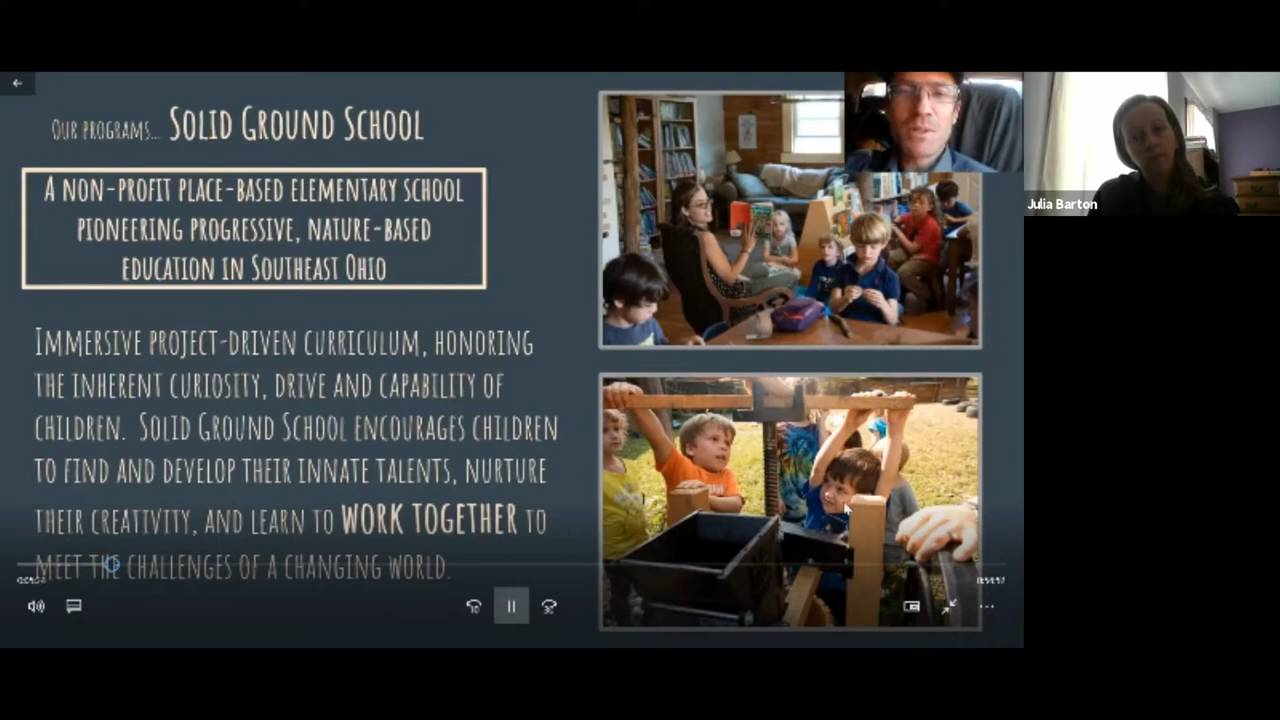 Our programs... Solid Ground School
A non-profit place-based elementary school
pioneering progressive, nature-based
education in Southeast Ohio
Immersive project-driven curriculum, honoring
the inherent curiosity, drive and capability of
children. Solid Ground School encourages children
to find and develop their innate talents, nurture
their creativity, and learn to work together to
meet the challenges of a changing world.
Julia Barton
10
30